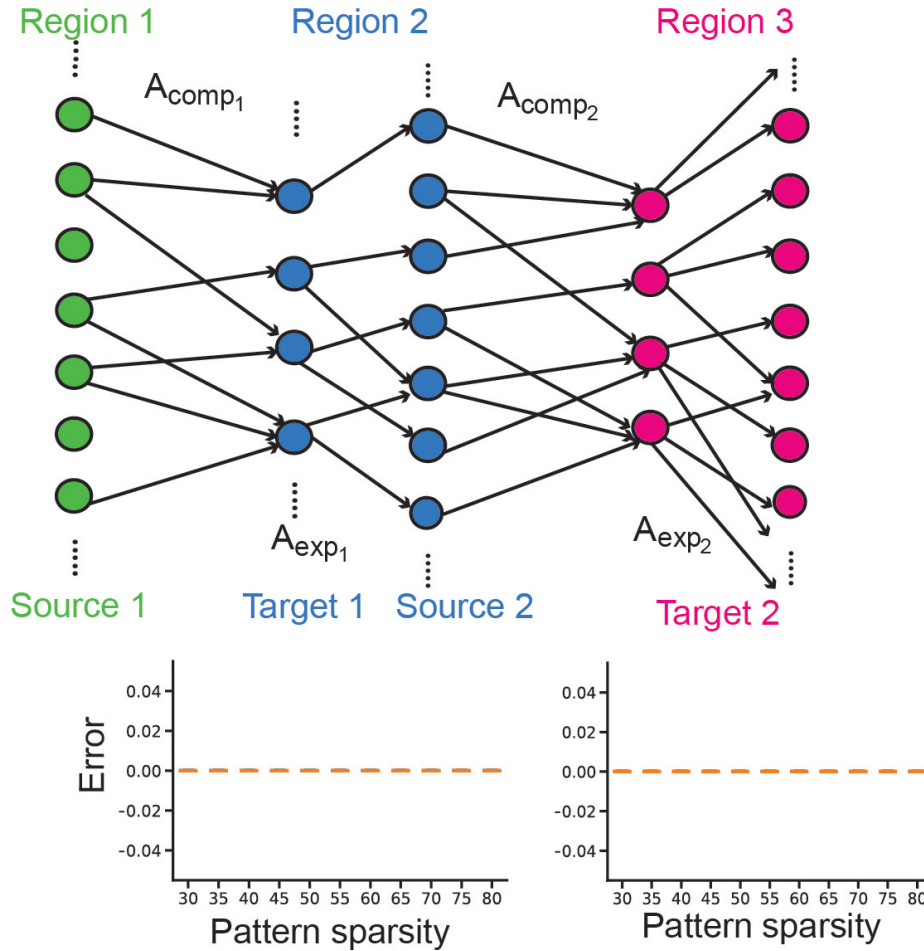 Region 1 Region 2 Region 3
A_comp₁ A_comp₂
A_exp₁ A_exp₂
Source 1 Target 1 Source 2 Target 2
0.04 0.04
0.02 0.02
0.00 0.00
-0.02 -0.02
-0.04 -0.04
Error
30 35 40 45 50 55 60 65 70 75 80 30 35 40 45 50 55 60 65 70 75 80
Pattern sparsity Pattern sparsity